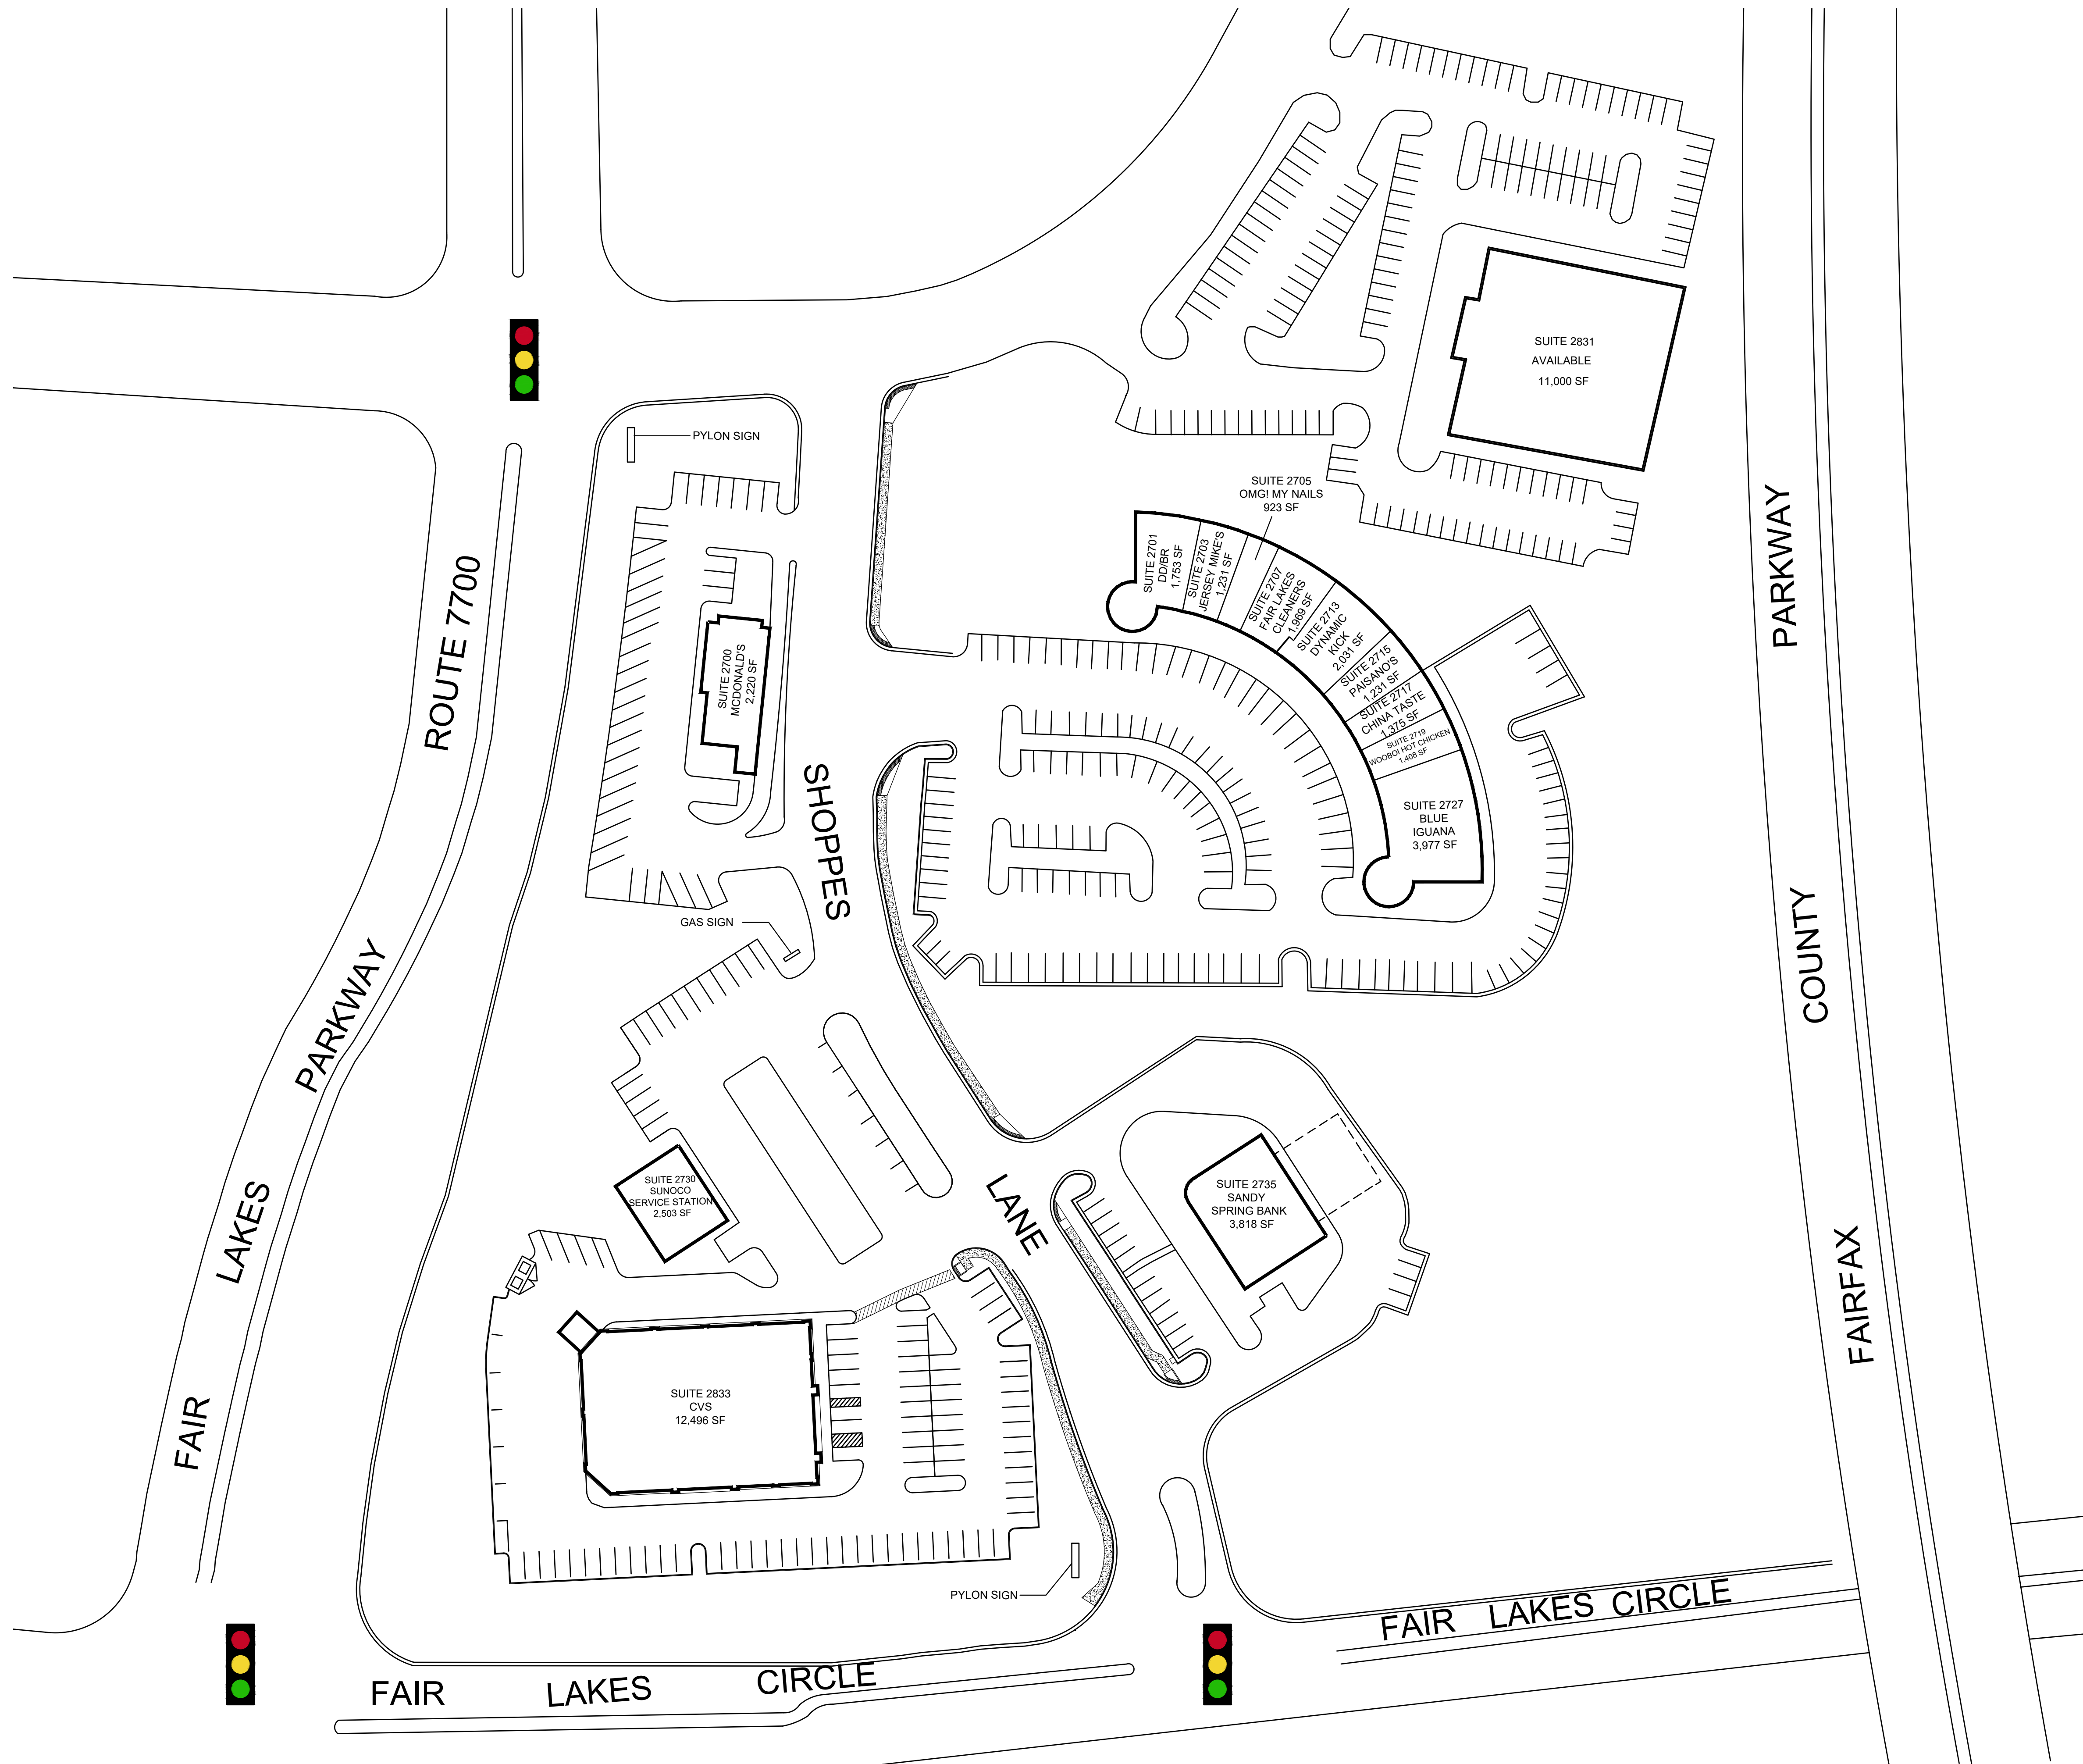 SUITE 2831
AVAILABLE
11,000 SF
PYLON SIGN
SUITE 2705
OMG! MY NAILS
923 SF
SUITE 2701
DD/BR
1,753 SF
SUITE 2703
JERSEY MIKE'S
1,231 SF
SUITE 2707
FAIR LAKES
CLEANERS
1,969 SF
SUITE 2713
DYNAMIC
KICK
2,031 SF
SUITE 2715
PAISANO'S
1,231 SF
SUITE 2717
CHINA TASTE
1,375 SF
SUITE 2719
WOOBOI HOT CHICKEN
1,408 SF
SUITE 2727
BLUE
IGUANA
3,977 SF
SUITE 2700
MCDONALD'S
2,220 SF
GAS SIGN
SUITE 2730
SUNOCO
SERVICE STATION
2,503 SF
SUITE 2735
SANDY
SPRING BANK
3,818 SF
SUITE 2833
CVS
12,496 SF
PYLON SIGN
SHOPPES LANE
FAIR LAKES PARKWAY ROUTE 7700
FAIRFAX COUNTY PARKWAY
FAIR LAKES CIRCLE
FAIR LAKES CIRCLE